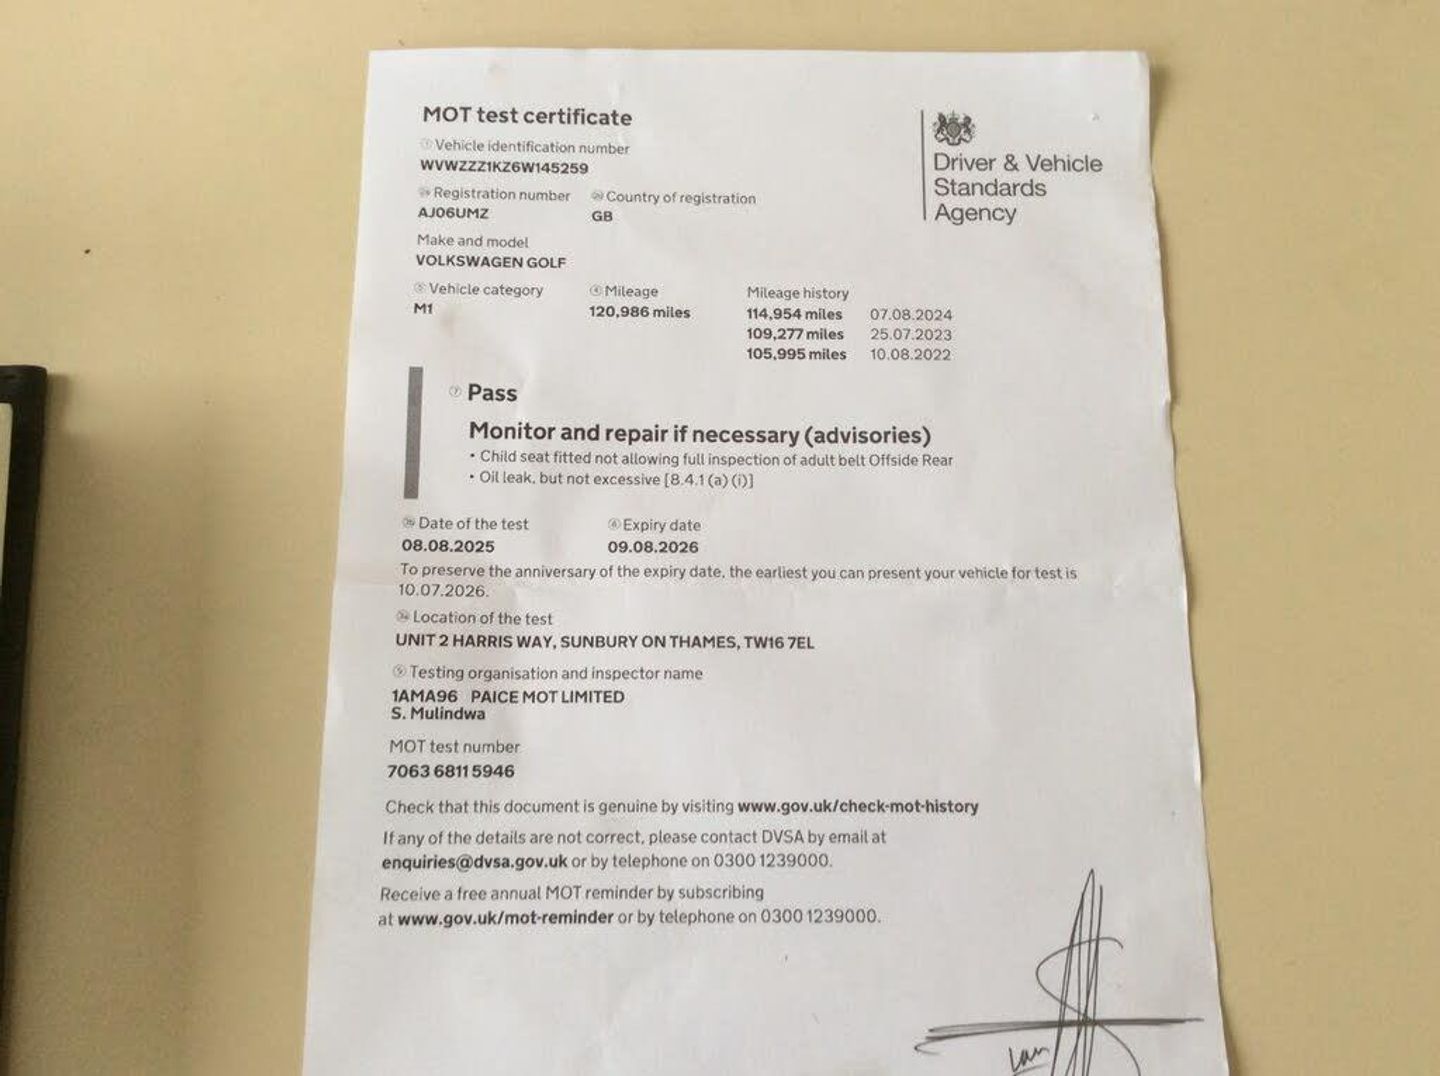 MOT test certificate
Driver & Vehicle
Standards
Agency
① Vehicle identification number
WVWZZZ1KZ6W145259
Registration number Country of registration
AJ06UMZ GB
Make and model
VOLKSWAGEN GOLF
⑤ Vehicle category ④ Mileage Mileage history
M1 120,986 miles 114,954 miles 07.08.2024
109,277 miles 25.07.2023
105,995 miles 10.08.2022
⑦ Pass
Monitor and repair if necessary (advisories)
• Child seat fitted not allowing full inspection of adult belt Offside Rear
• Oil leak, but not excessive [8.4.1 (a) (i)]
Date of the test Expiry date
08.08.2025 09.08.2026
To preserve the anniversary of the expiry date, the earliest you can present your vehicle for test is
10.07.2026.
Location of the test
UNIT 2 HARRIS WAY, SUNBURY ON THAMES, TW16 7EL
⑨ Testing organisation and inspector name
1AMA96 PAICE MOT LIMITED
S. Mulindwa
MOT test number
7063 6811 5946
Check that this document is genuine by visiting www.gov.uk/check-mot-history
If any of the details are not correct, please contact DVSA by email at
enquiries@dvsa.gov.uk or by telephone on 0300 1239000.
Receive a free annual MOT reminder by subscribing
at www.gov.uk/mot-reminder or by telephone on 0300 1239000.